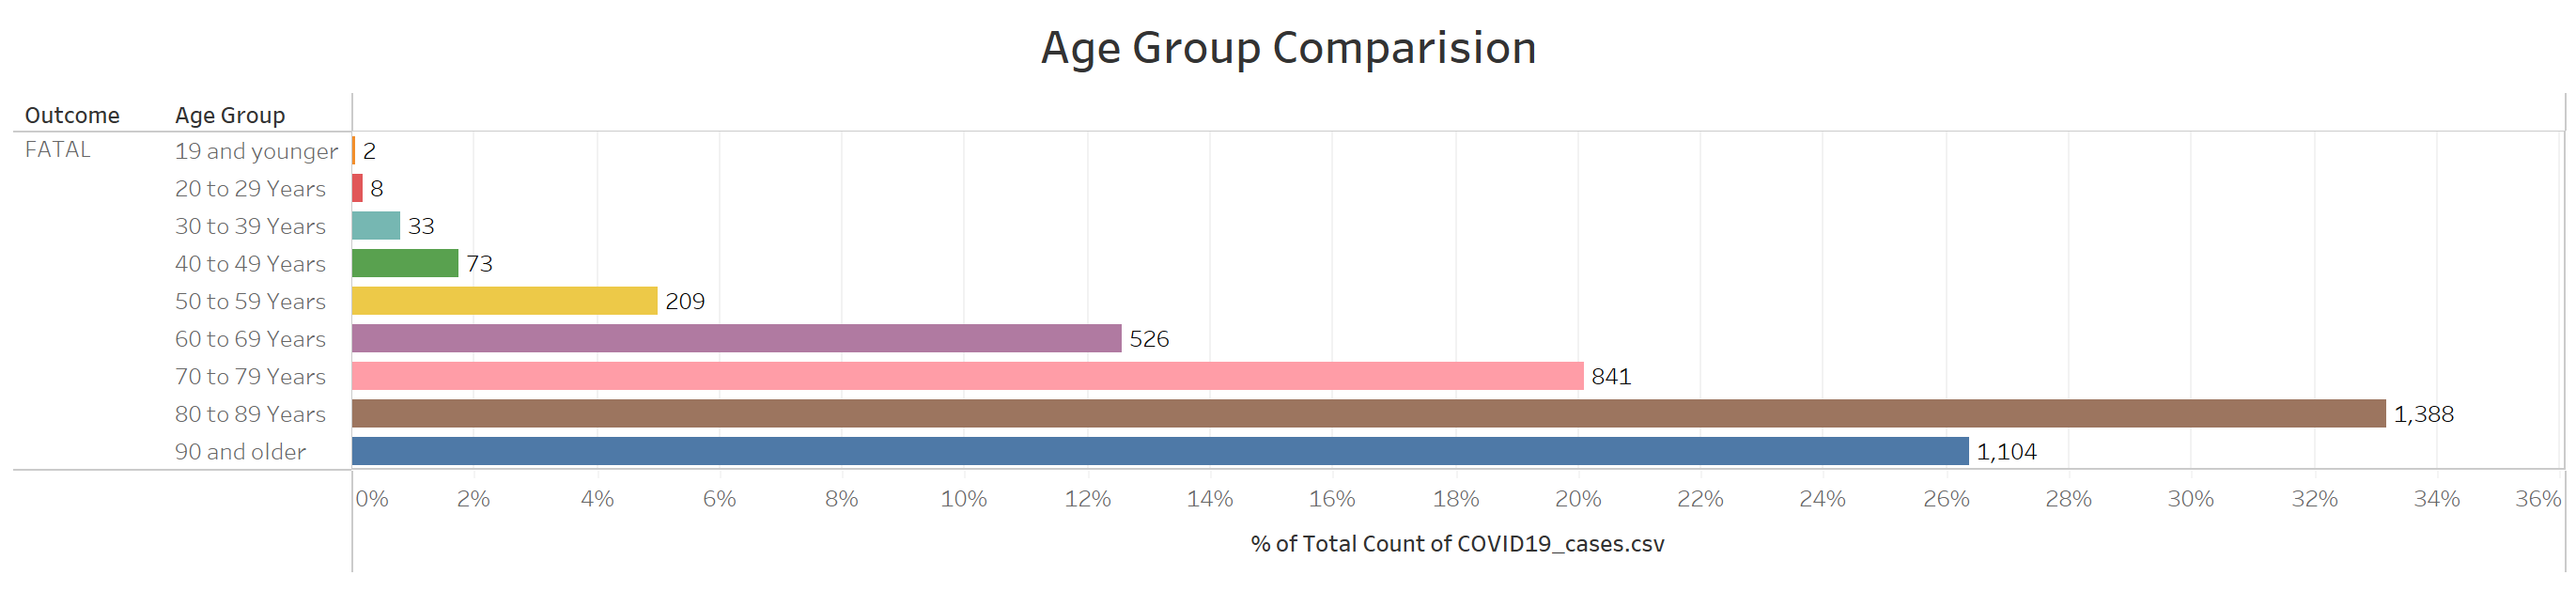 Age Group Comparision
Outcome Age Group
FATAL 19 and younger 2
20 to 29 Years 8
30 to 39 Years 33
40 to 49 Years 73
50 to 59 Years 209
60 to 69 Years 526
70 to 79 Years 841
80 to 89 Years 1,388
90 and older 1,104
0% 2% 4% 6% 8% 10% 12% 14% 16% 18% 20% 22% 24% 26% 28% 30% 32% 34% 36%
% of Total Count of COVID19_cases.csv